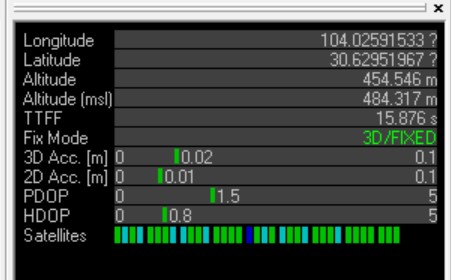 Longitude 104.02591533 ?
Latitude 30.62951967 ?
Altitude 454.546 m
Altitude (msl) 484.317 m
TTFF 15.876 s
Fix Mode 3D/FIXED
3D Acc. [m] 0 0.02 0.1
2D Acc. [m] 0 0.01 0.1
PDOP 0 1.5 5
HDOP 0 0.8 5
Satellites